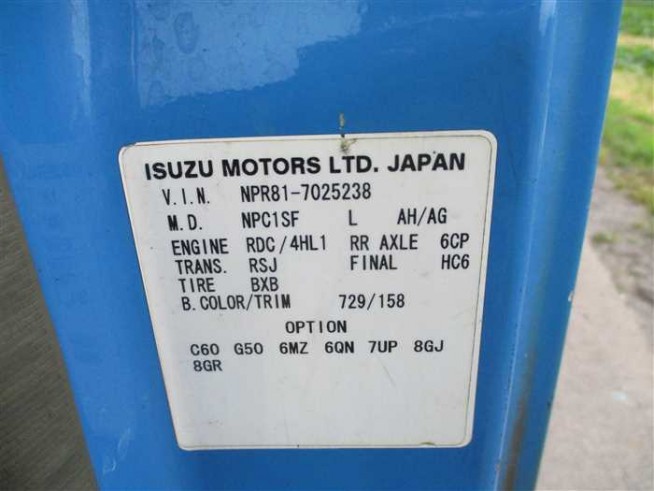 ISUZU MOTORS LTD. JAPAN
V.I.N. NPR81-7025238
M.D. NPC1SF L AH/AG
ENGINE RDC/4HL1 RR AXLE 6CP
TRANS. RSJ FINAL HC6
TIRE BXB
B.COLOR/TRIM 729/158
OPTION
C60 G50 6MZ 6QN 7UP 8GJ
8GR